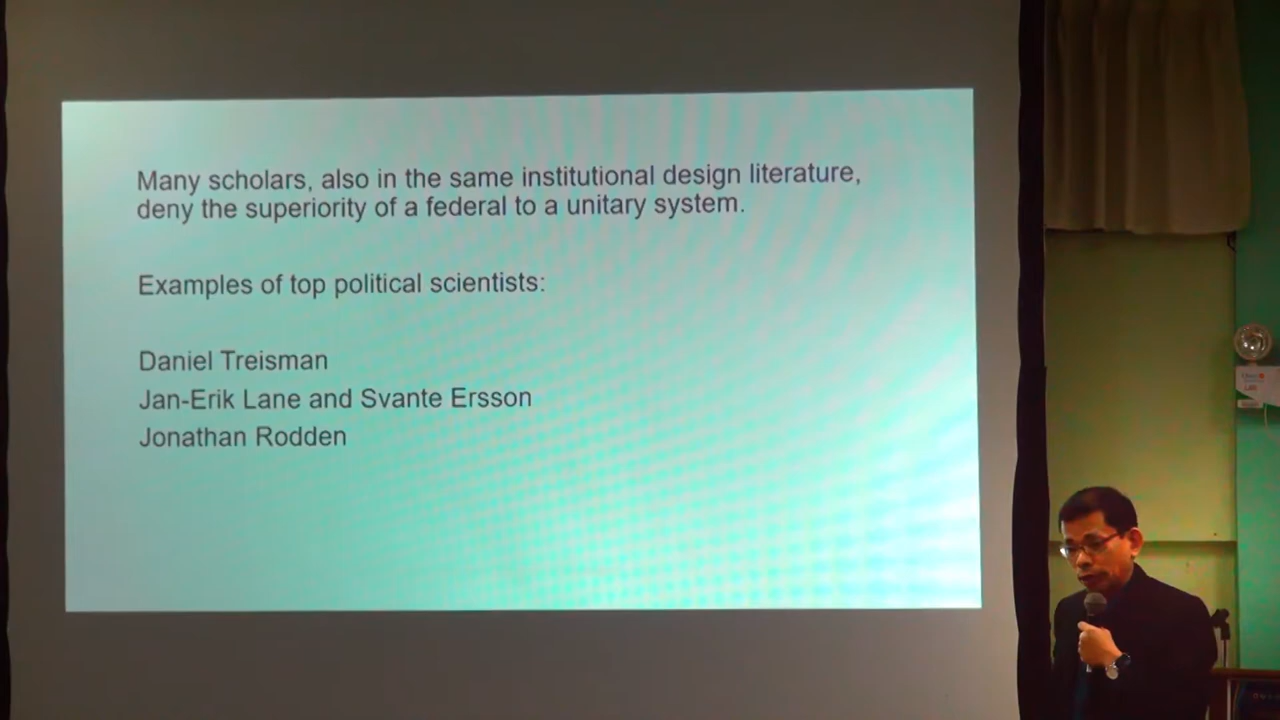 Many scholars, also in the same institutional design literature,
deny the superiority of a federal to a unitary system.
Examples of top political scientists:
Daniel Treisman
Jan-Erik Lane and Svante Ersson
Jonathan Rodden